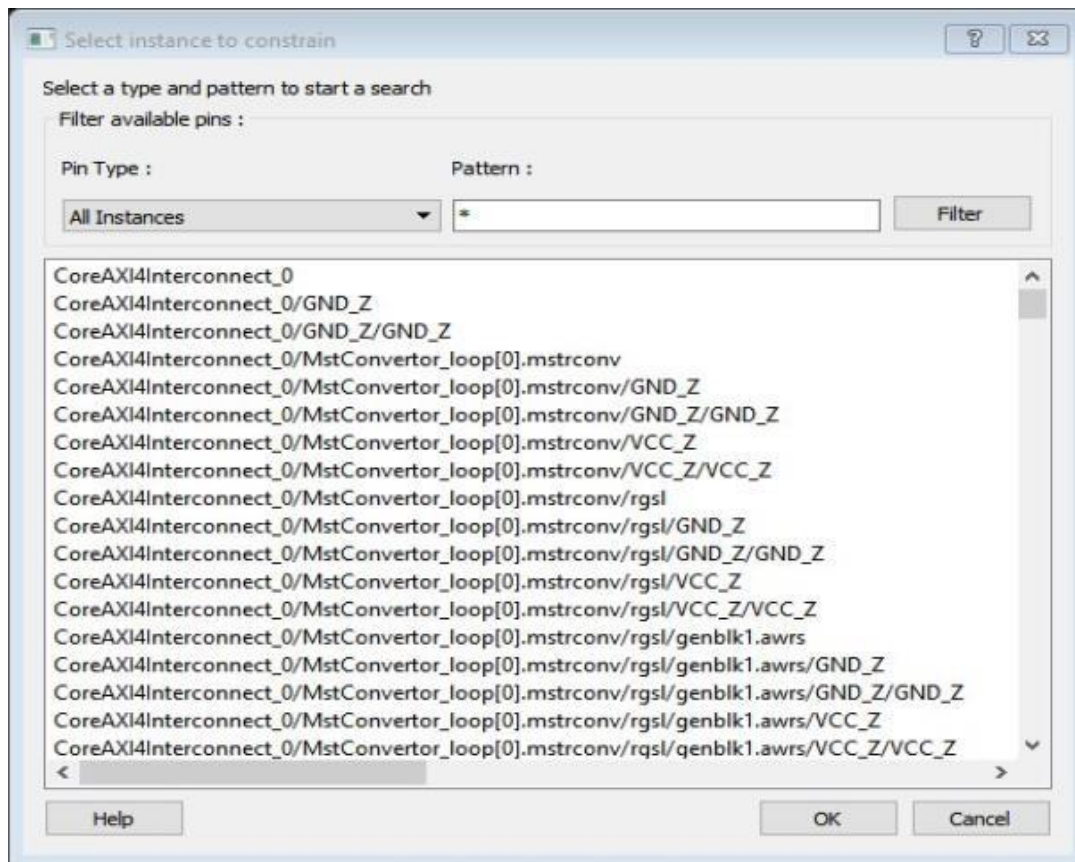 Select instance to constrain
Select a type and pattern to start a search
Filter available pins :
Pin Type :
Pattern :
All Instances
*
Filter
CoreAXI4Interconnect_0
CoreAXI4Interconnect_0/GND_Z
CoreAXI4Interconnect_0/GND_Z/GND_Z
CoreAXI4Interconnect_0/MstConvertor_loop[0].mstrconv
CoreAXI4Interconnect_0/MstConvertor_loop[0].mstrconv/GND_Z
CoreAXI4Interconnect_0/MstConvertor_loop[0].mstrconv/GND_Z/GND_Z
CoreAXI4Interconnect_0/MstConvertor_loop[0].mstrconv/VCC_Z
CoreAXI4Interconnect_0/MstConvertor_loop[0].mstrconv/VCC_Z/VCC_Z
CoreAXI4Interconnect_0/MstConvertor_loop[0].mstrconv/rgsl
CoreAXI4Interconnect_0/MstConvertor_loop[0].mstrconv/rgsl/GND_Z
CoreAXI4Interconnect_0/MstConvertor_loop[0].mstrconv/rgsl/GND_Z/GND_Z
CoreAXI4Interconnect_0/MstConvertor_loop[0].mstrconv/rgsl/VCC_Z
CoreAXI4Interconnect_0/MstConvertor_loop[0].mstrconv/rgsl/VCC_Z/VCC_Z
CoreAXI4Interconnect_0/MstConvertor_loop[0].mstrconv/rgsl/genblk1.awrs
CoreAXI4Interconnect_0/MstConvertor_loop[0].mstrconv/rgsl/genblk1.awrs/GND_Z
CoreAXI4Interconnect_0/MstConvertor_loop[0].mstrconv/rgsl/genblk1.awrs/GND_Z/GND_Z
CoreAXI4Interconnect_0/MstConvertor_loop[0].mstrconv/rgsl/genblk1.awrs/VCC_Z
CoreAXI4Interconnect_0/MstConvertor_loop[0].mstrconv/rgsl/genblk1.awrs/VCC_Z/VCC_Z
Help
OK
Cancel